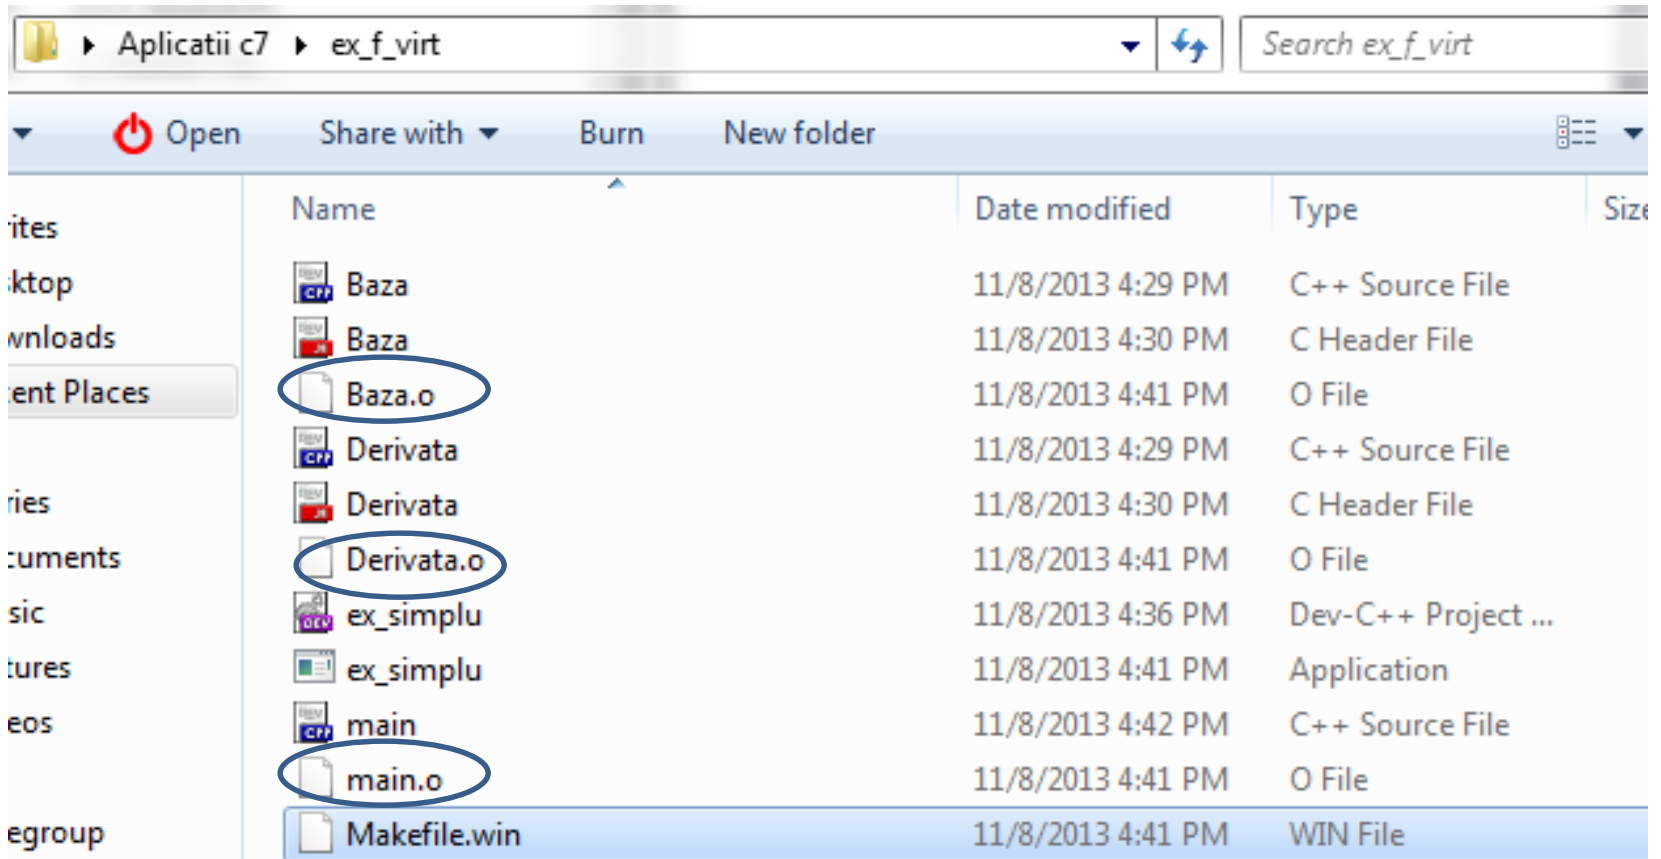 Aplicatii c7 ex_f_virt Search ex_f_virt
Open Share with Burn New folder
Name Date modified Type Size
ites
ktop
wnloads
ent Places
ries
cuments
sic
tures
eos
egroup
Baza 11/8/2013 4:29 PM C++ Source File
Baza 11/8/2013 4:30 PM C Header File
Baza.o 11/8/2013 4:41 PM O File
Derivata 11/8/2013 4:29 PM C++ Source File
Derivata 11/8/2013 4:30 PM C Header File
Derivata.o 11/8/2013 4:41 PM O File
ex_simplu 11/8/2013 4:36 PM Dev-C++ Project ...
ex_simplu 11/8/2013 4:41 PM Application
main 11/8/2013 4:42 PM C++ Source File
main.o 11/8/2013 4:41 PM O File
Makefile.win 11/8/2013 4:41 PM WIN File